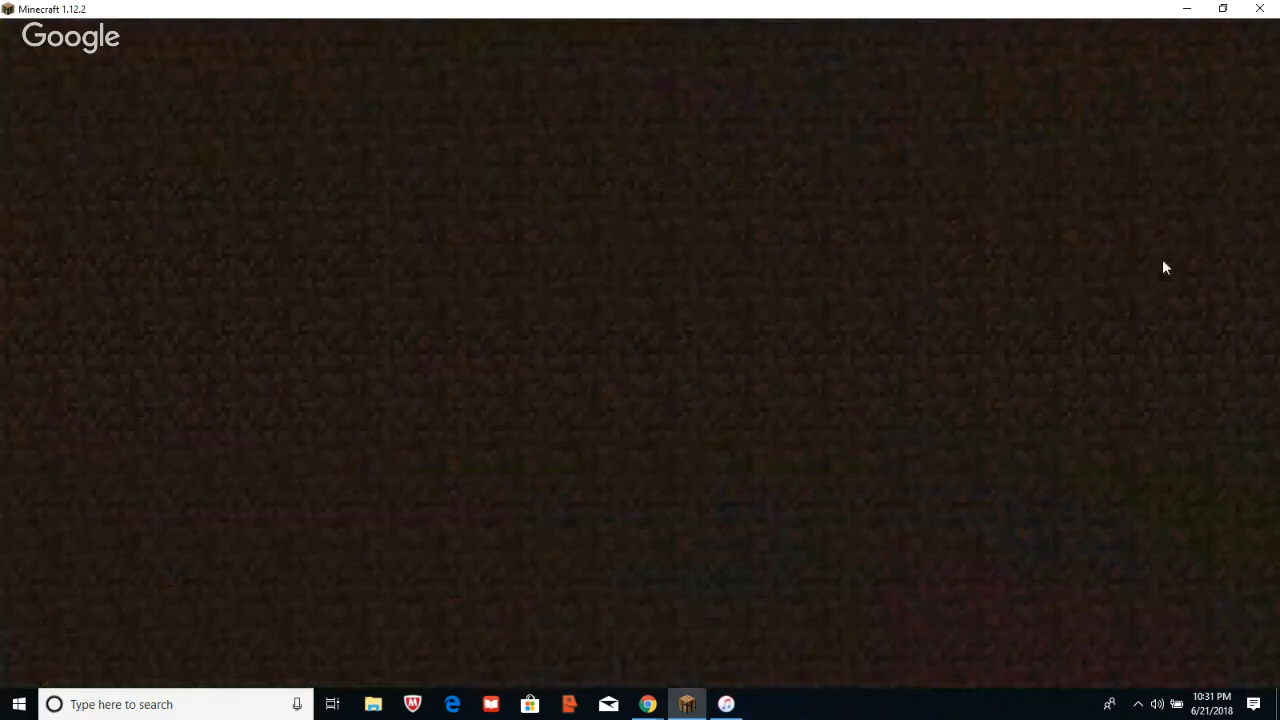 Minecraft 1.12.2
Google
Type here to search
10:31 PM
6/21/2018